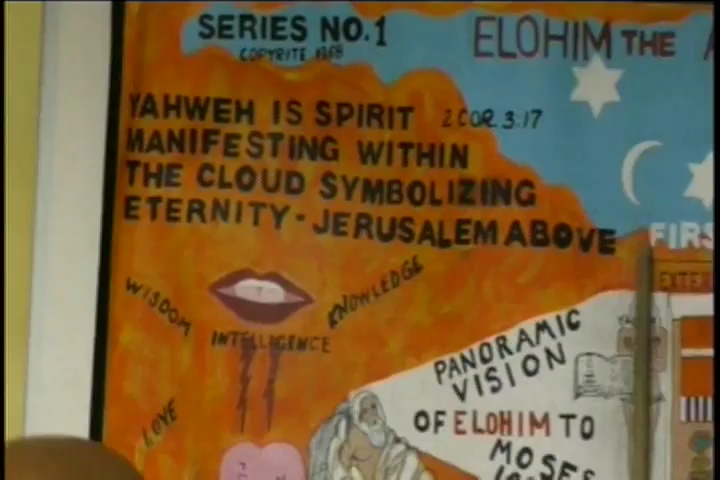 SERIES NO.1
COPYRITE 1968
ELOHIM THE
YAHWEH IS SPIRIT 2 COR. 3:17
MANIFESTING WITHIN
THE CLOUD SYMBOLIZING
ETERNITY - JERUSALEM ABOVE
FIRS
EXTER
WISDOM
KNOWLEDGE
INTELLIGENCE
LOVE
PANORAMIC
VISION
OF ELOHIM TO
MOSES